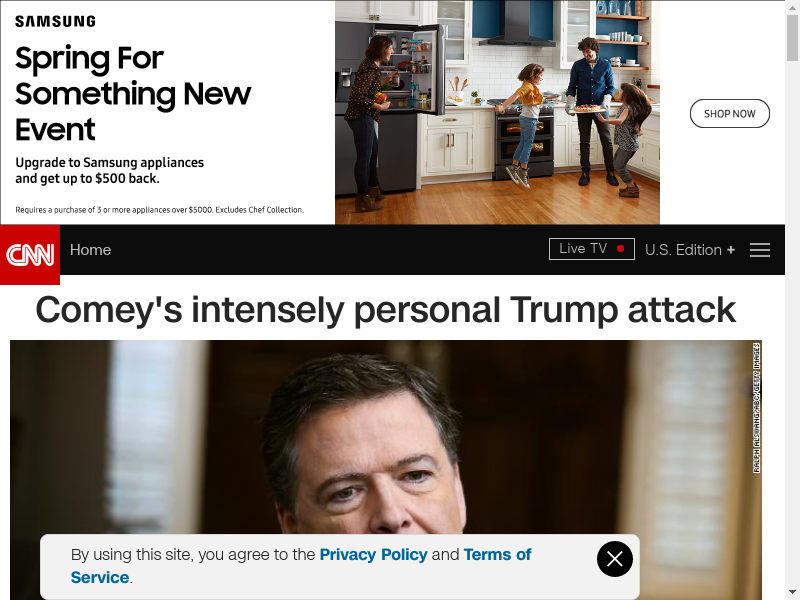 SAMSUNG
Spring For
Something New
Event
Upgrade to Samsung appliances
and get up to $500 back.
Requires a purchase of 3 or more appliances over $5000. Excludes Chef Collection.
SHOP NOW
CNN
Home
Live TV
U.S. Edition +
Comey's intensely personal Trump attack
RALPH ALSWANG/ABC/GETTY IMAGES
By using this site, you agree to the Privacy Policy and Terms of
Service.